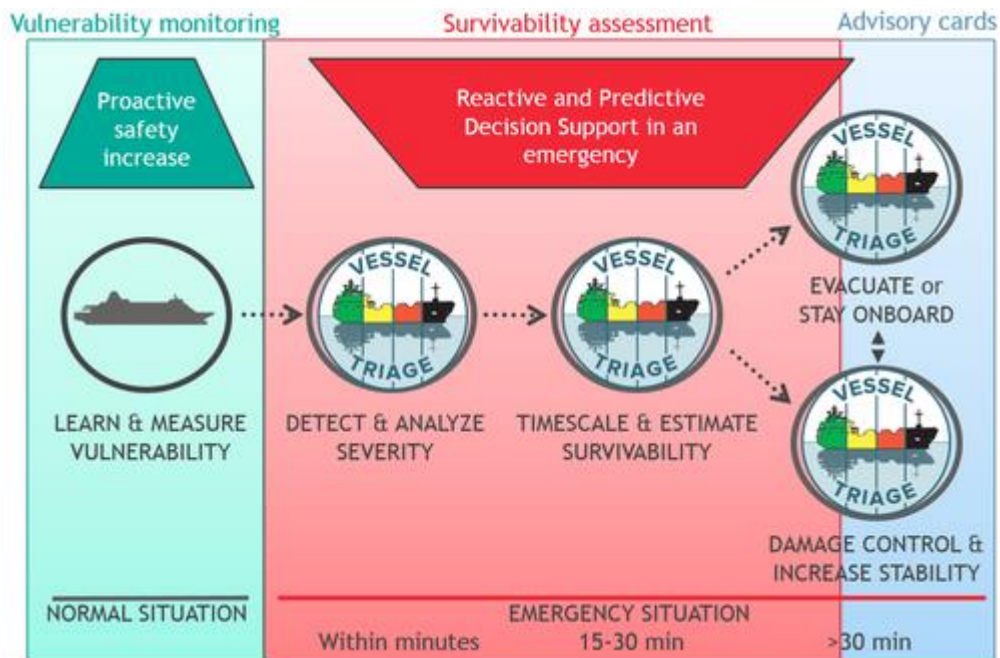 Vulnerability monitoring
Survivability assessment
Advisory cards
Proactive
safety
increase
Reactive and Predictive
Decision Support in an
emergency
VESSEL
TRIAGE
EVACUATE or
STAY ONBOARD
VESSEL
TRIAGE
VESSEL
TRIAGE
LEARN & MEASURE
VULNERABILITY
DETECT & ANALYZE
SEVERITY
TIMESCALE & ESTIMATE
SURVIVABILITY
VESSEL
TRIAGE
DAMAGE CONTROL &
INCREASE STABILITY
NORMAL SITUATION
EMERGENCY SITUATION
Within minutes
15-30 min
>30 min